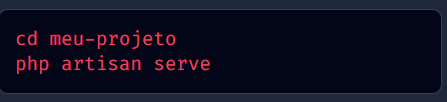 cd meu-projeto
php artisan serve